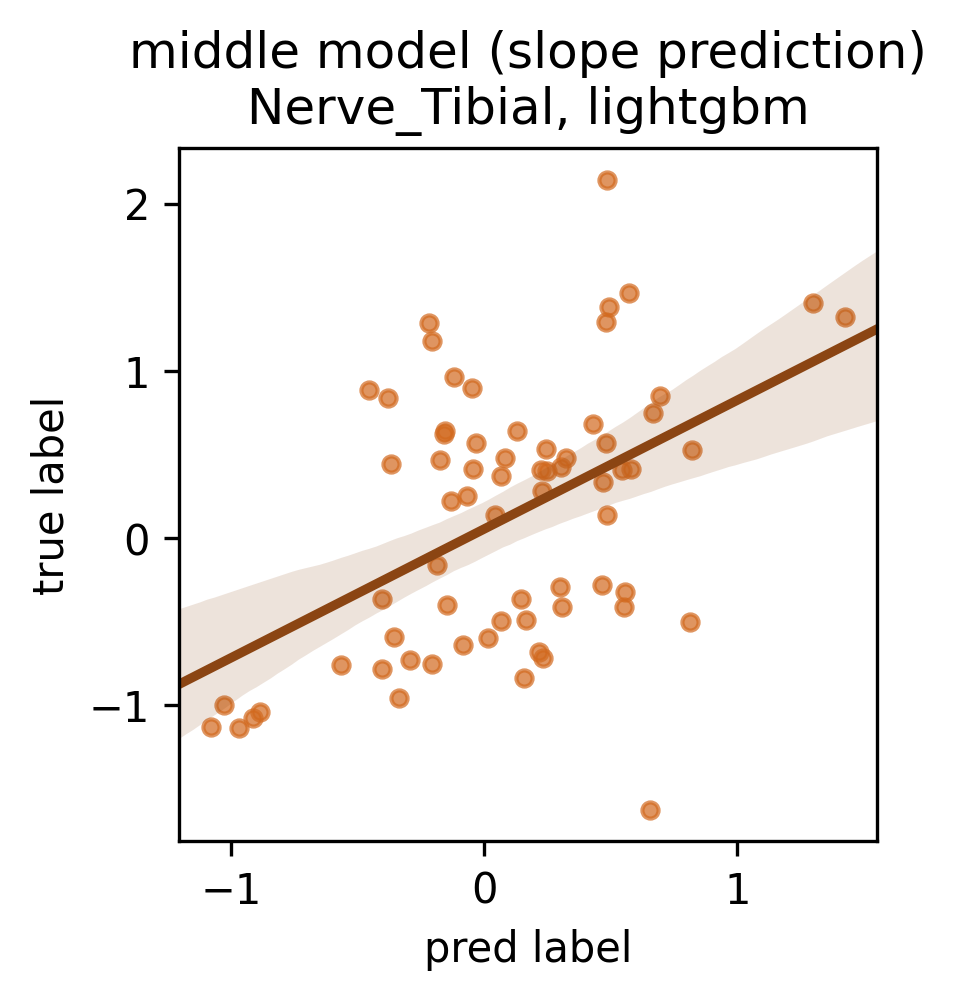 middle model (slope prediction)
Nerve_Tibial, lightgbm
2
1
0
−1
true label
−1
0
1
pred label